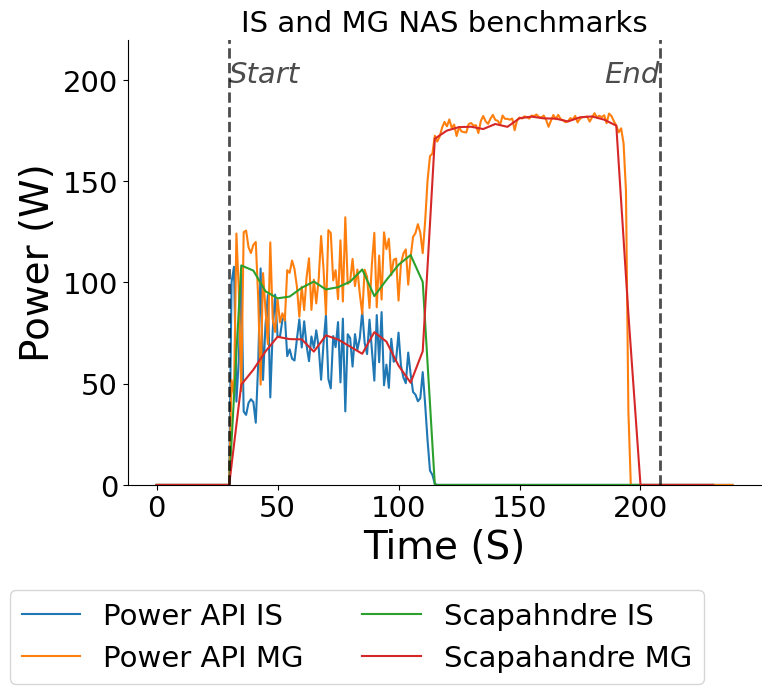 IS and MG NAS benchmarks
Start
End
Power (W)
200
150
100
50
0
0 50 100 150 200
Time (S)
Power API IS
Power API MG
Scapahndre IS
Scapahandre MG